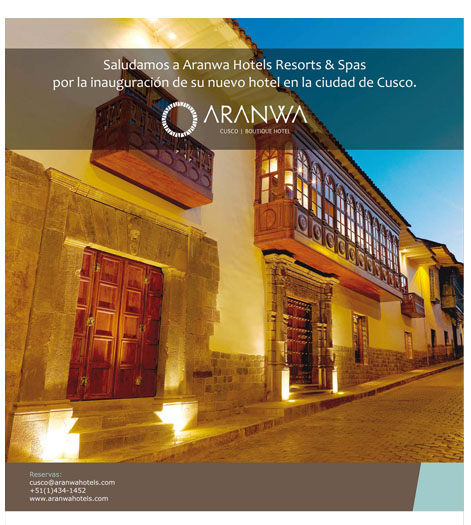 Saludamos a Aranwa Hotels Resorts & Spas
por la inauguración de su nuevo hotel en la ciudad de Cusco.
ARANWA
CUSCO | BOUTIQUE HOTEL
Reservas:
cusco@aranwahotels.com
+51(1)434-1452
www.aranwahotels.com